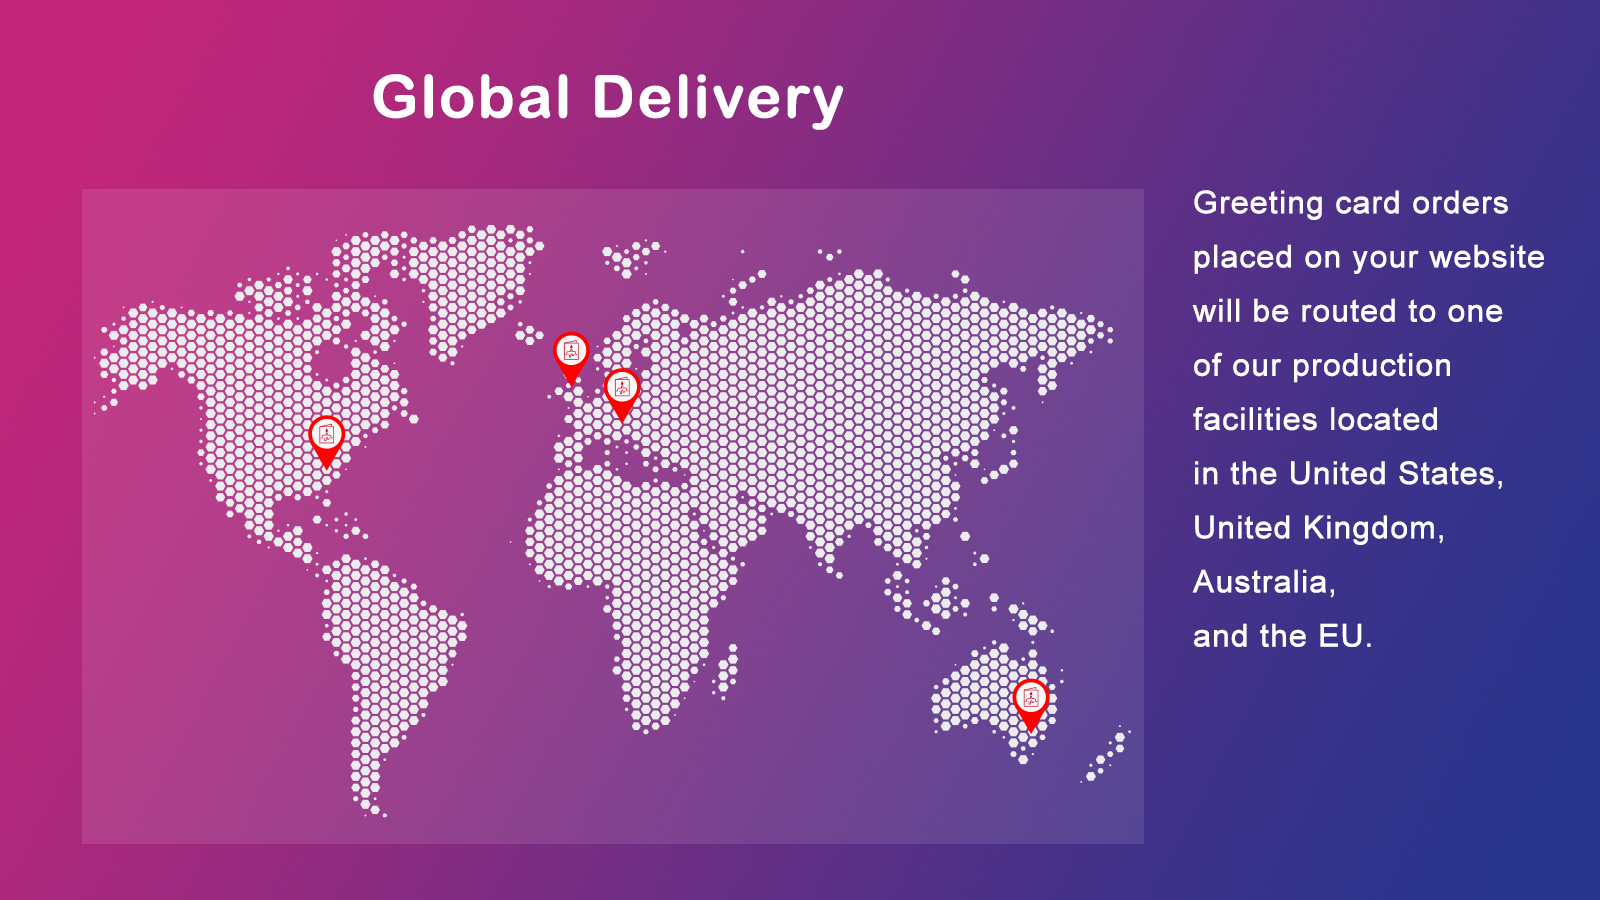 Global Delivery
Greeting card orders
placed on your website
will be routed to one
of our production
facilities located
in the United States,
United Kingdom,
Australia,
and the EU.